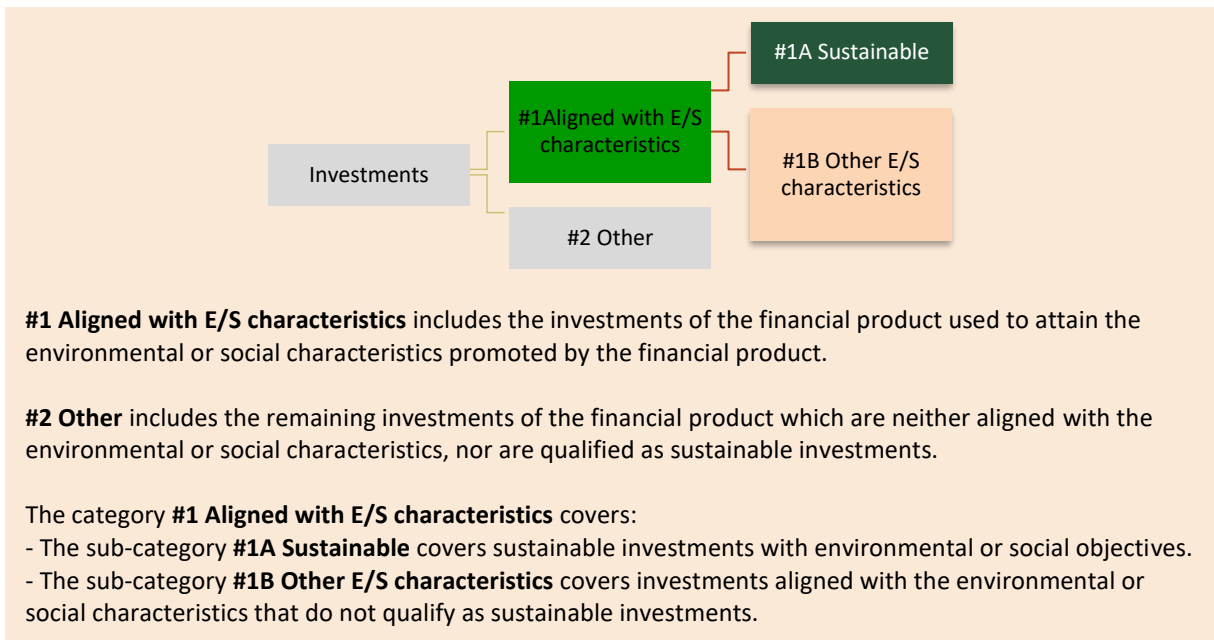 #1A Sustainable
#1Aligned with E/S
characteristics
#1B Other E/S
characteristics
Investments
#2 Other
#1 Aligned with E/S characteristics includes the investments of the financial product used to attain the
environmental or social characteristics promoted by the financial product.
#2 Other includes the remaining investments of the financial product which are neither aligned with the
environmental or social characteristics, nor are qualified as sustainable investments.
The category #1 Aligned with E/S characteristics covers:
- The sub-category #1A Sustainable covers sustainable investments with environmental or social objectives.
- The sub-category #1B Other E/S characteristics covers investments aligned with the environmental or
social characteristics that do not qualify as sustainable investments.